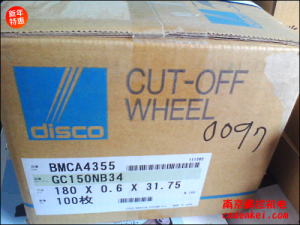 新年
特惠
CUT-OFF
WHEEL
0097
disco
BMCA4355
GC150NB34
180 X 0.6 X 31.75
100枚